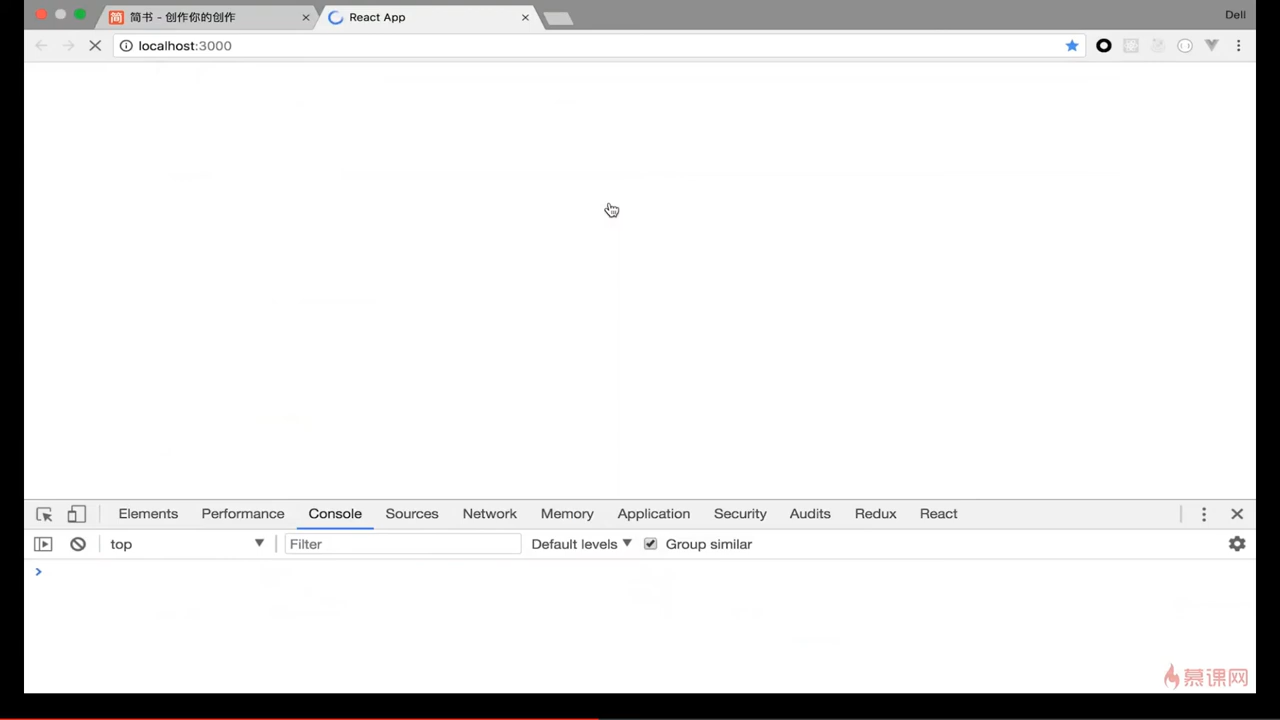 简 简书 - 创作你的创作 React App Dell
localhost:3000
Elements Performance Console Sources Network Memory Application Security Audits Redux React
top Filter Default levels Group similar
慕课网